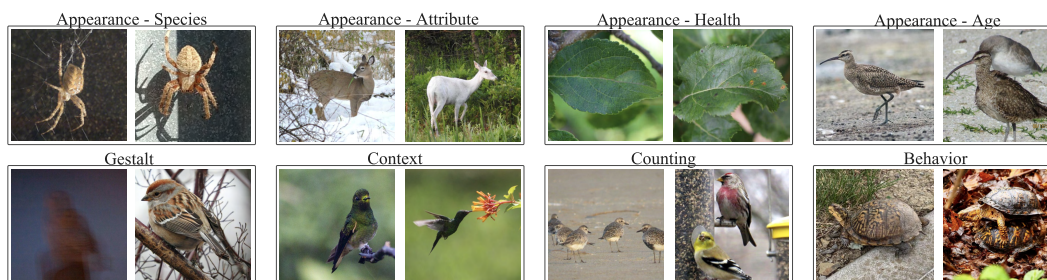 Appearance - Species
Appearance - Attribute
Appearance - Health
Appearance - Age
Gestalt
Context
Counting
Behavior